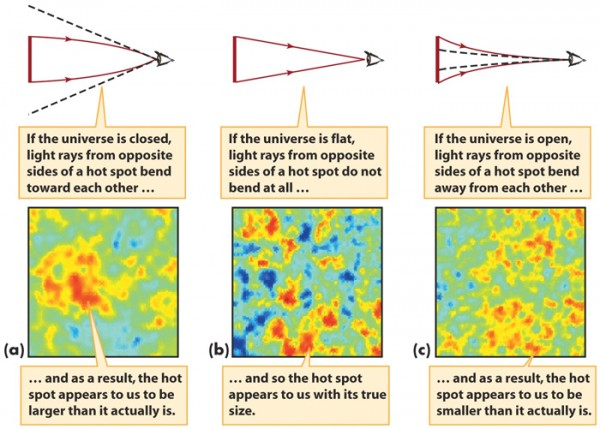 If the universe is closed,
light rays from opposite
sides of a hot spot bend
toward each other ...
If the universe is flat,
light rays from opposite
sides of a hot spot do not
bend at all ...
If the universe is open,
light rays from opposite
sides of a hot spot bend
away from each other ...
(a)
(b)
(c)
... and as a result, the hot
spot appears to us to be
larger than it actually is.
... and so the hot spot
appears to us with its true
size.
... and as a result, the hot
spot appears to us to be
smaller than it actually is.